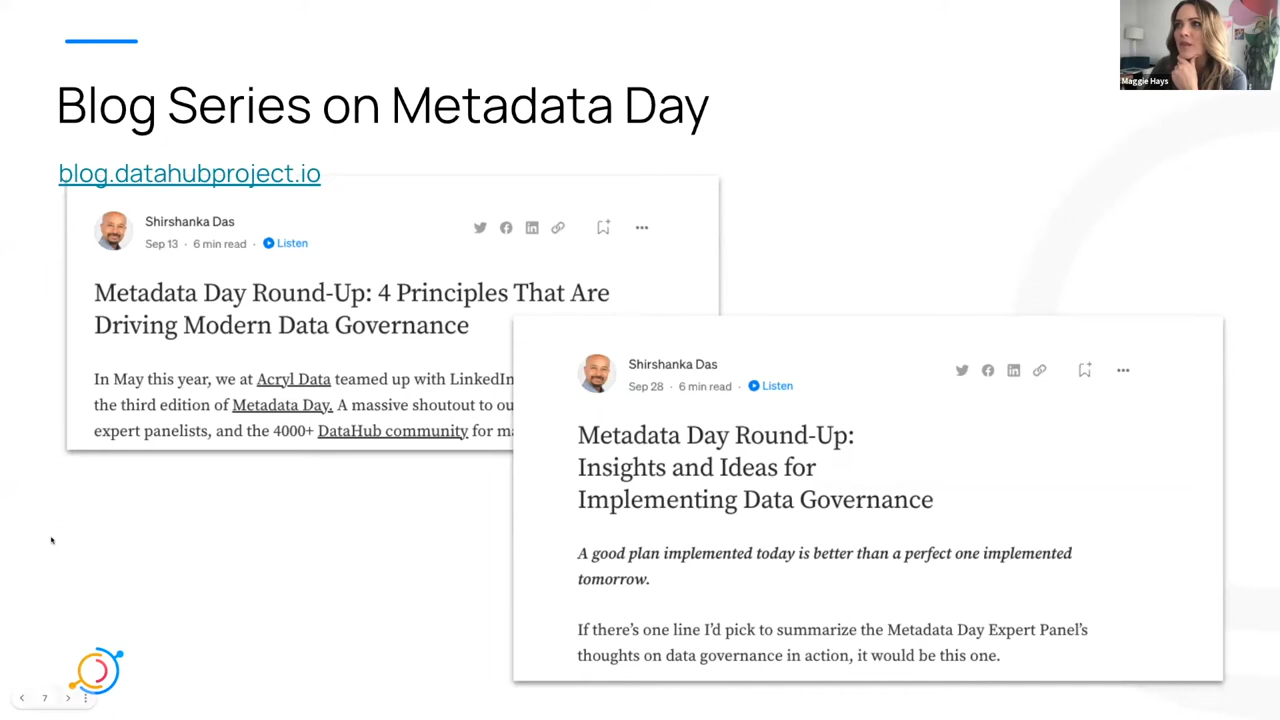 Maggie Hays
Blog Series on Metadata Day
blog.datahubproject.io
Shirshanka Das
Sep 13 · 6 min read · Listen
Metadata Day Round-Up: 4 Principles That Are
Driving Modern Data Governance
In May this year, we at Acryl Data teamed up with LinkedIn
the third edition of Metadata Day. A massive shoutout to ou
expert panelists, and the 4000+ DataHub community for ma
Shirshanka Das
Sep 28 · 6 min read · Listen
Metadata Day Round-Up:
Insights and Ideas for
Implementing Data Governance
A good plan implemented today is better than a perfect one implemented
tomorrow.
If there's one line I'd pick to summarize the Metadata Day Expert Panel's
thoughts on data governance in action, it would be this one.
7